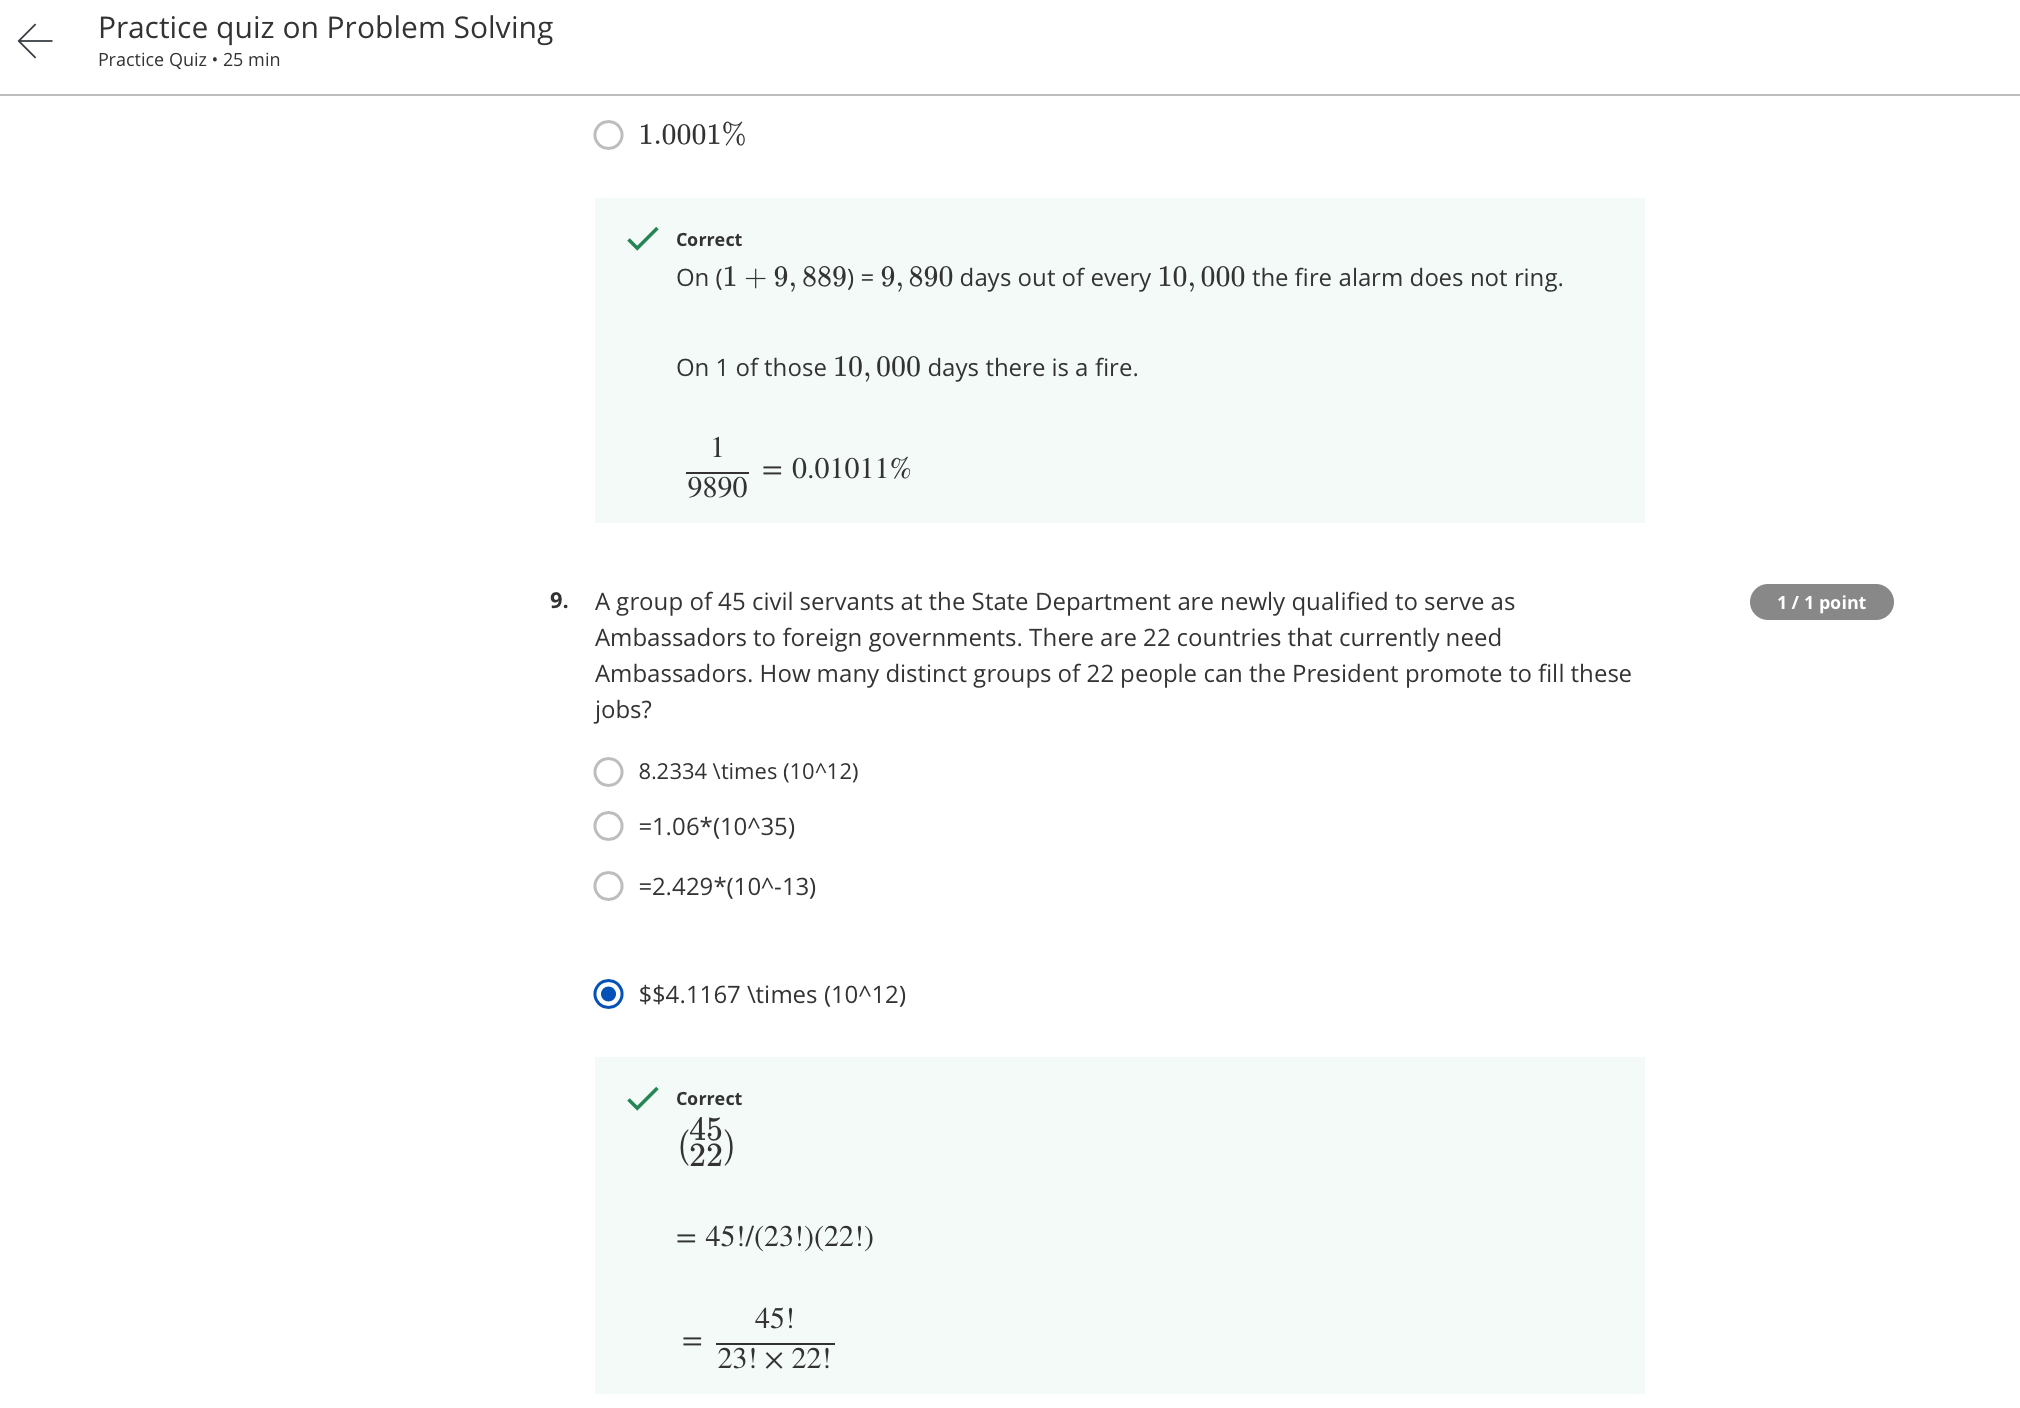 Practice quiz on Problem Solving
Practice Quiz • 25 min
1.0001%
Correct
On (1 + 9, 889) = 9, 890 days out of every 10, 000 the fire alarm does not ring.
On 1 of those 10, 000 days there is a fire.
1
9890
= 0.01011%
9. A group of 45 civil servants at the State Department are newly qualified to serve as
1 / 1 point
Ambassadors to foreign governments. There are 22 countries that currently need
Ambassadors. How many distinct groups of 22 people can the President promote to fill these
jobs?
8.2334 \times (10^12)
=1.06*(10^35)
=2.429*(10^-13)
$$4.1167 \times (10^12)
Correct
(45
22)
= 45!/(23!)(22!)
45!
=
23! × 22!